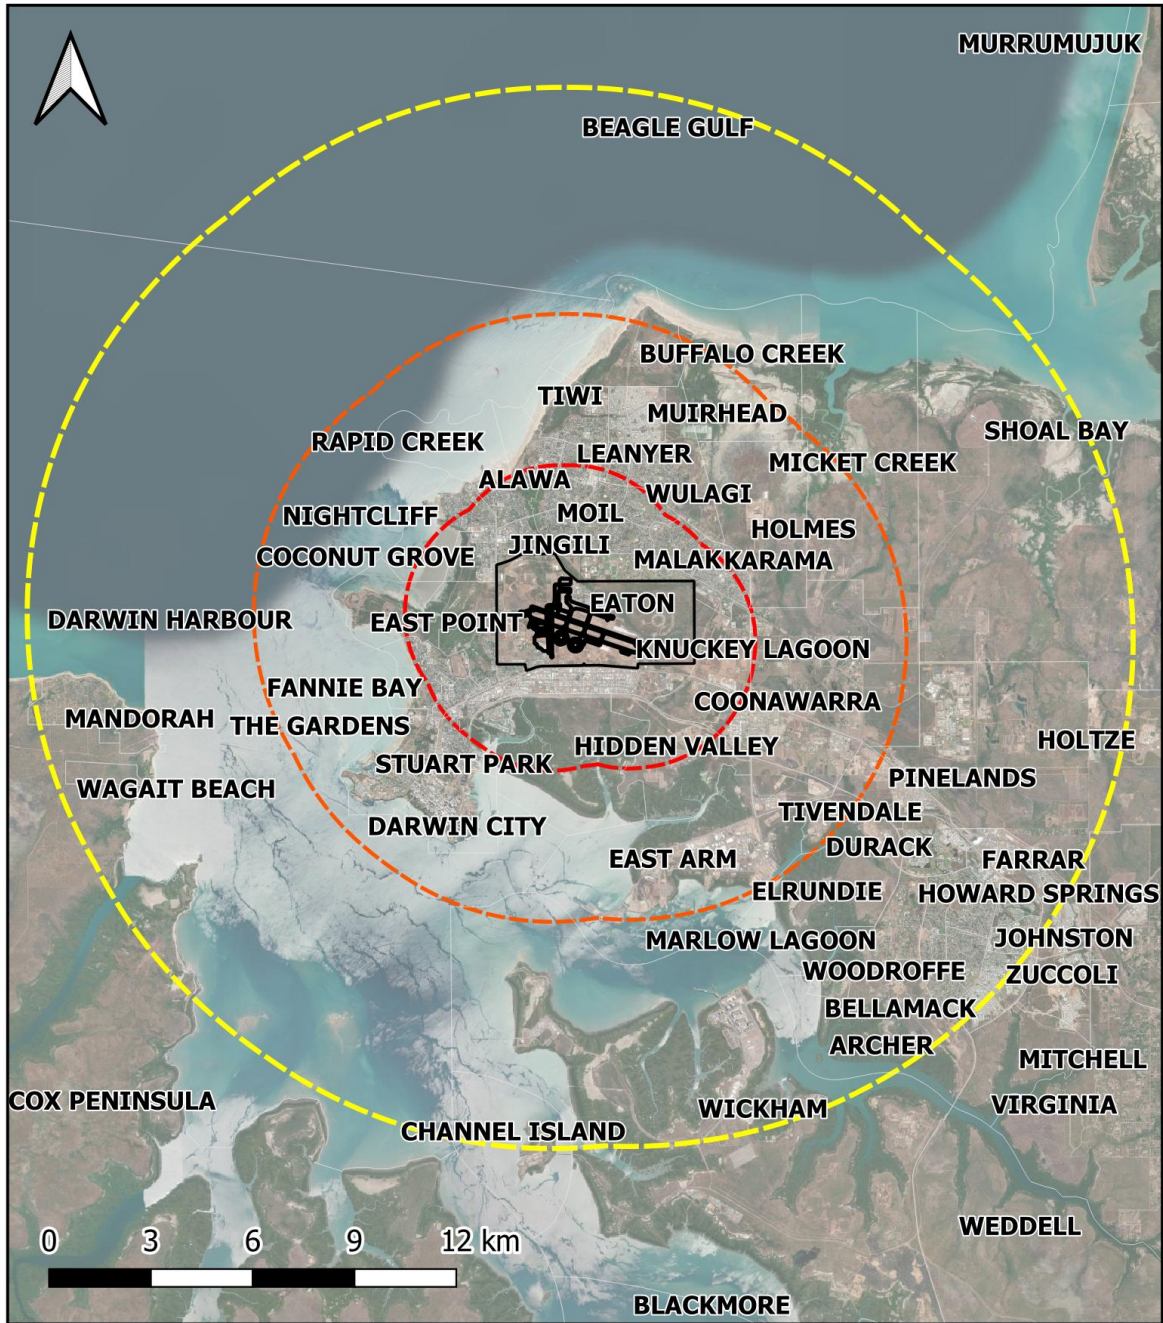 MURRUMUJUK
BEAGLE GULF
BUFFALO CREEK
TIWI
MUIRHEAD
SHOAL BAY
RAPID CREEK
LEANYER
MICKET CREEK
ALAWA
WULAGI
NIGHTCLIFF
MOIL
HOLMES
JINGILI
COCONUT GROVE
MALAK
KARAMA
EATON
DARWIN HARBOUR
EAST POINT
KNUCKEY LAGOON
FANNIE BAY
COONAWARRA
MANDORAH
THE GARDENS
HOLTZE
HIDDEN VALLEY
STUART PARK
PINELANDS
WAGAIT BEACH
TIVENDALE
DARWIN CITY
DURACK
EAST ARM
FARRAR
ELRUNDIE
HOWARD SPRINGS
MARLOW LAGOON
JOHNSTON
WOODROFFE
ZUCCOLI
BELLAMACK
ARCHER
MITCHELL
COX PENINSULA
WICKHAM
VIRGINIA
CHANNEL ISLAND
WEDDELL
0 3 6 9 12 km
BLACKMORE